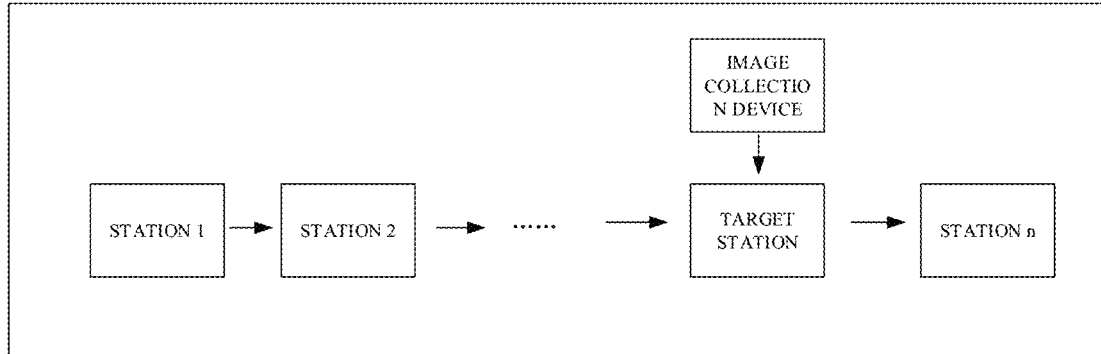 IMAGE
COLLECTIO
N DEVICE
STATION 1
STATION 2
......
TARGET
STATION
STATION n